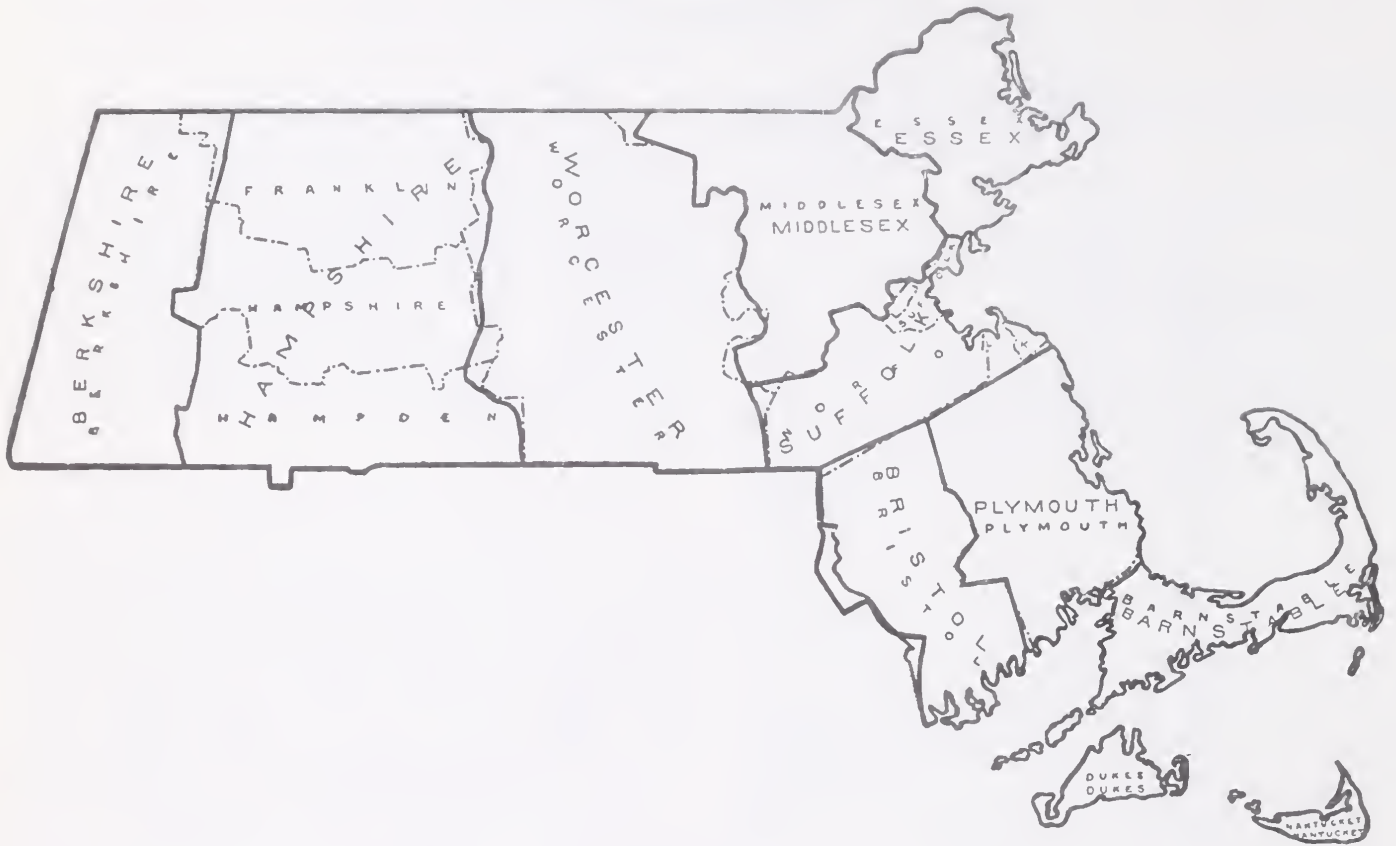 ESSEX
ESSEX
BERKSHIRE
BERKSHIRE
FRANKLIN
HAMPSHIRE
HAMPSHIRE
HAMPDEN
WORCESTER
WORCESTER
MIDDLESEX
MIDDLESEX
SUFFOLK
SUFFOLK
NORFOLK
BRISTOL
BRISTOL
PLYMOUTH
PLYMOUTH
BARNSTABLE
BARNSTABLE
DUKES
DUKES
NANTUCKET
NANTUCKET